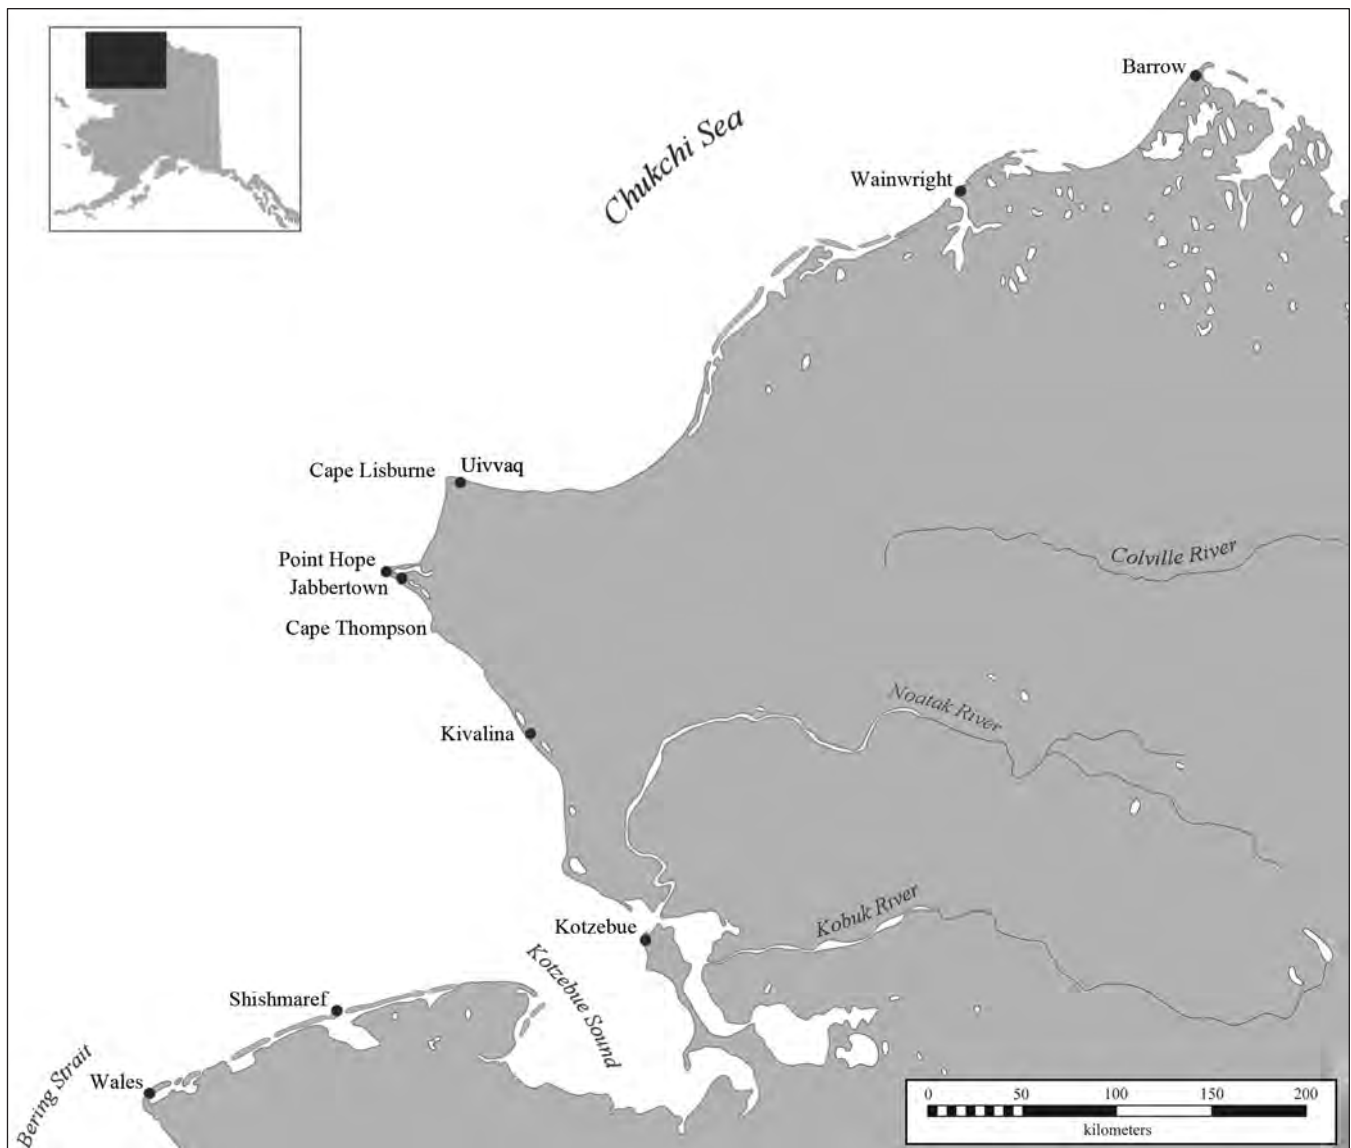 Barrow
Chukchi Sea
Wainwright
Cape Lisburne
Uivvaq
Point Hope
Jabbertown
Cape Thompson
Colville River
Noatak River
Kivalina
Kobuk River
Kotzebue
Kotzebue Sound
Shishmaref
Wales
Bering Strait
0 50 100 150 200
kilometers